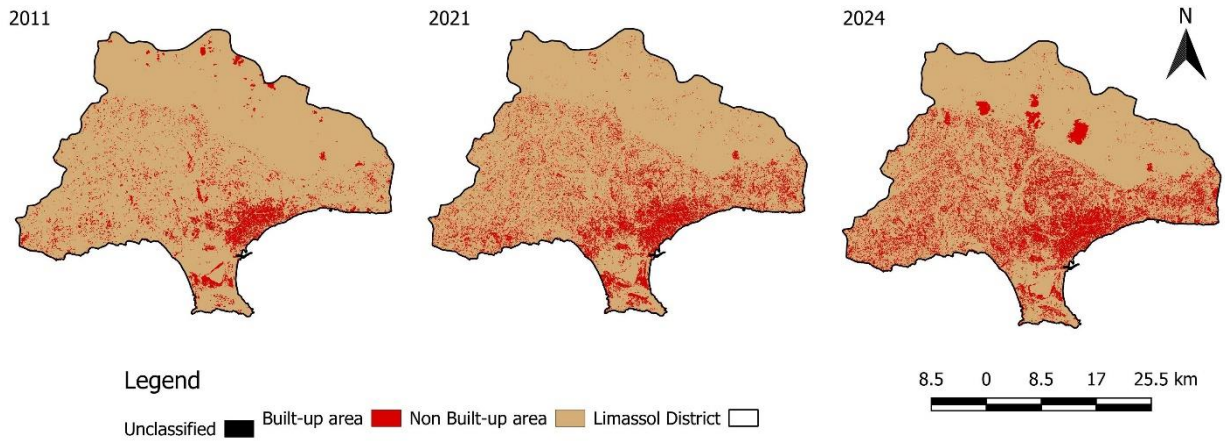 2011
2021
2024
N
Legend
Unclassified
Built-up area
Non Built-up area
Limassol District
8.5 0 8.5 17 25.5 km